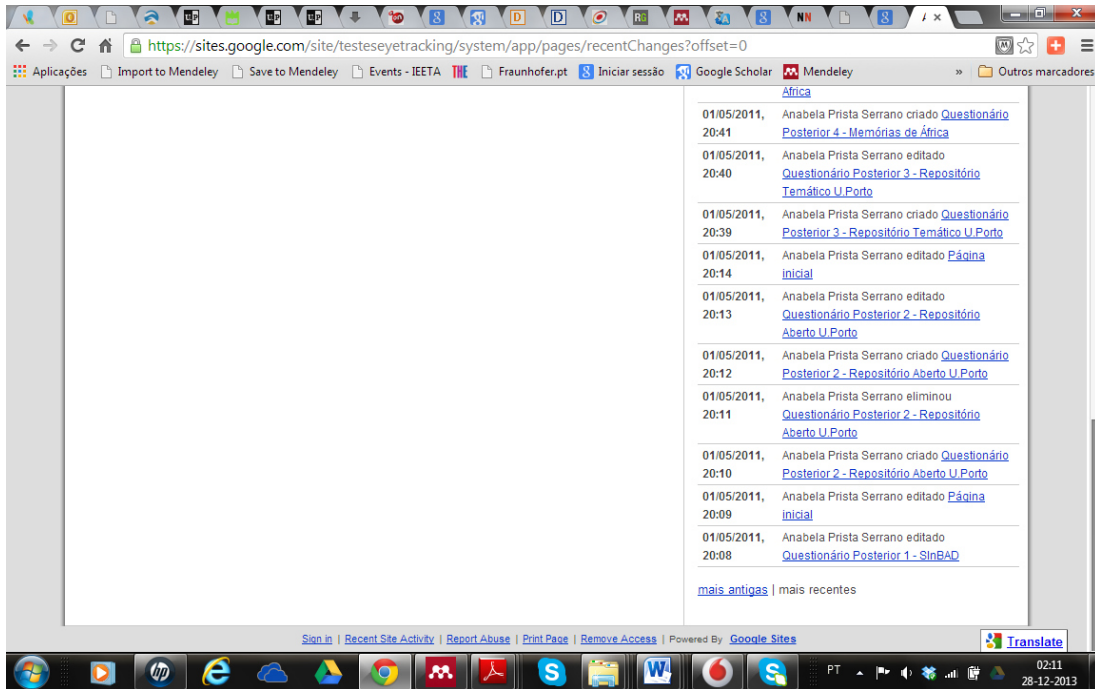 https://sites.google.com/site/testeseyetracking/system/app/pages/recentChanges?offset=0
Aplicações Import to Mendeley Save to Mendeley Events - IEETA THE Fraunhofer.pt Iniciar sessão Google Scholar Mendeley » Outros marcadores
África
01/05/2011, Anabela Prista Serrano criado Questionário
20:41 Posterior 4 - Memórias de África
01/05/2011, Anabela Prista Serrano editado
20:40 Questionário Posterior 3 - Repositório
Temático U.Porto
01/05/2011, Anabela Prista Serrano criado Questionário
20:39 Posterior 3 - Repositório Temático U.Porto
01/05/2011, Anabela Prista Serrano editado Página
20:14 inicial
01/05/2011, Anabela Prista Serrano editado
20:13 Questionário Posterior 2 - Repositório
Aberto U.Porto
01/05/2011, Anabela Prista Serrano criado Questionário
20:12 Posterior 2 - Repositório Aberto U.Porto
01/05/2011, Anabela Prista Serrano eliminou
20:11 Questionário Posterior 2 - Repositório
Aberto U.Porto
01/05/2011, Anabela Prista Serrano criado Questionário
20:10 Posterior 2 - Repositório Aberto U.Porto
01/05/2011, Anabela Prista Serrano editado Página
20:09 inicial
01/05/2011, Anabela Prista Serrano editado
20:08 Questionário Posterior 1 - SInBAD
mais antigas | mais recentes
Sign in | Recent Site Activity | Report Abuse | Print Page | Remove Access | Powered By Google Sites
Translate
PT 02:11
28-12-2013